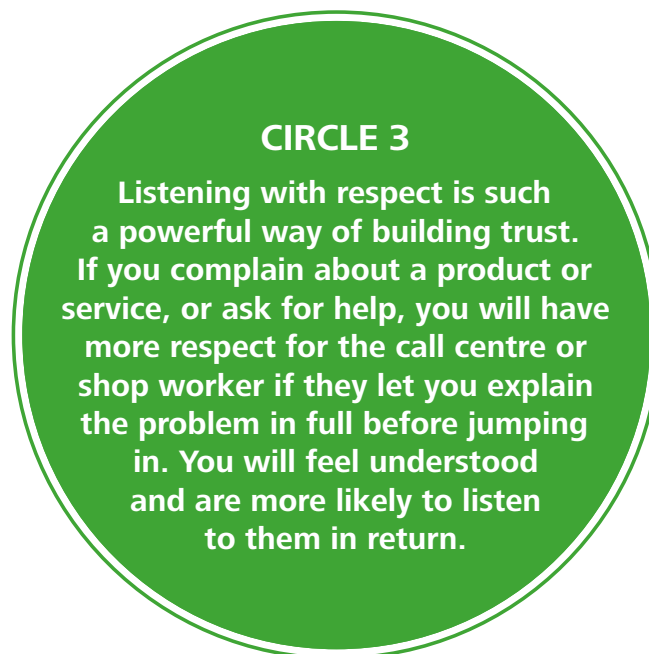 CIRCLE 3
Listening with respect is such
a powerful way of building trust.
If you complain about a product or
service, or ask for help, you will have
more respect for the call centre or
shop worker if they let you explain
the problem in full before jumping
in. You will feel understood
and are more likely to listen
to them in return.